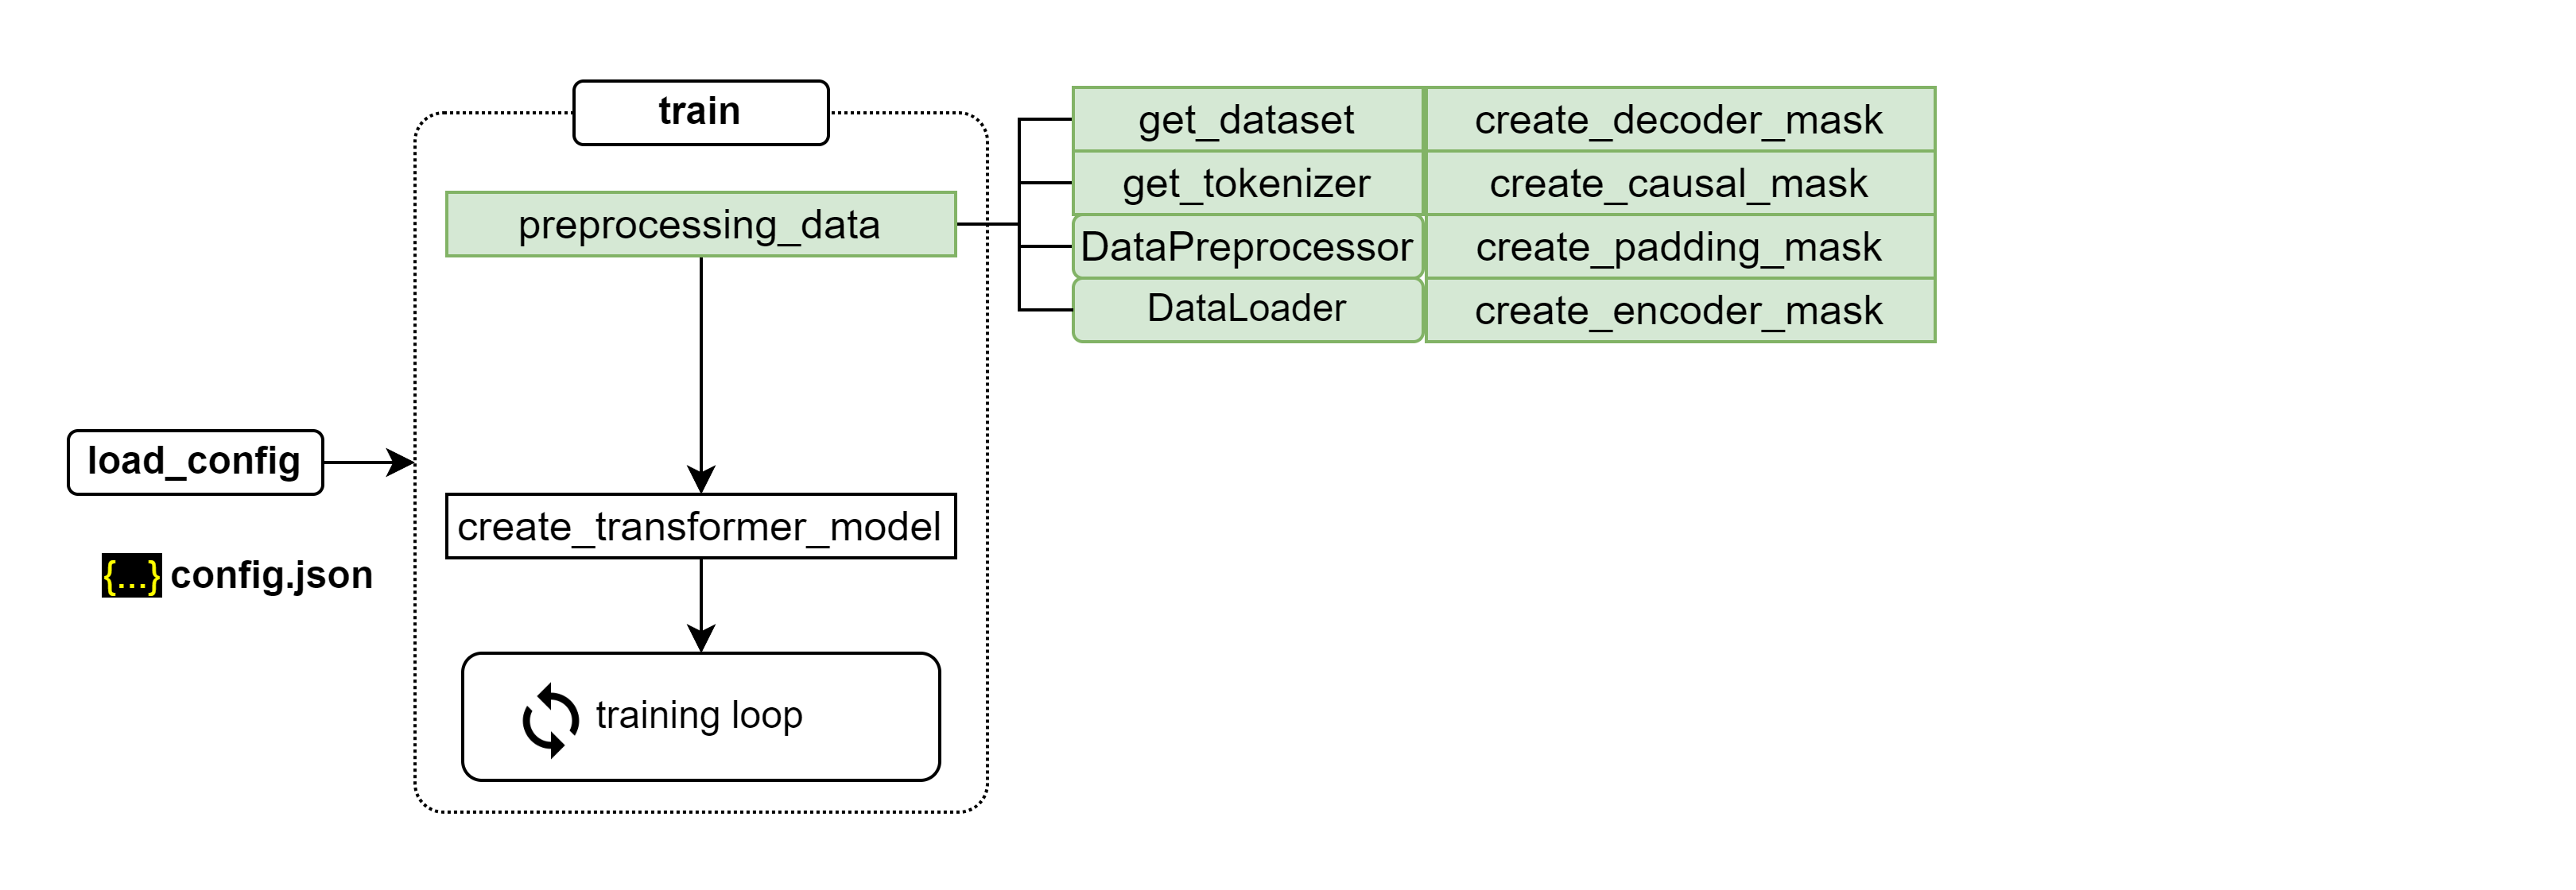 train
preprocessing_data
get_dataset
create_decoder_mask
get_tokenizer
create_causal_mask
DataPreprocessor
create_padding_mask
DataLoader
create_encoder_mask
load_config
{...} config.json
create_transformer_model
training loop